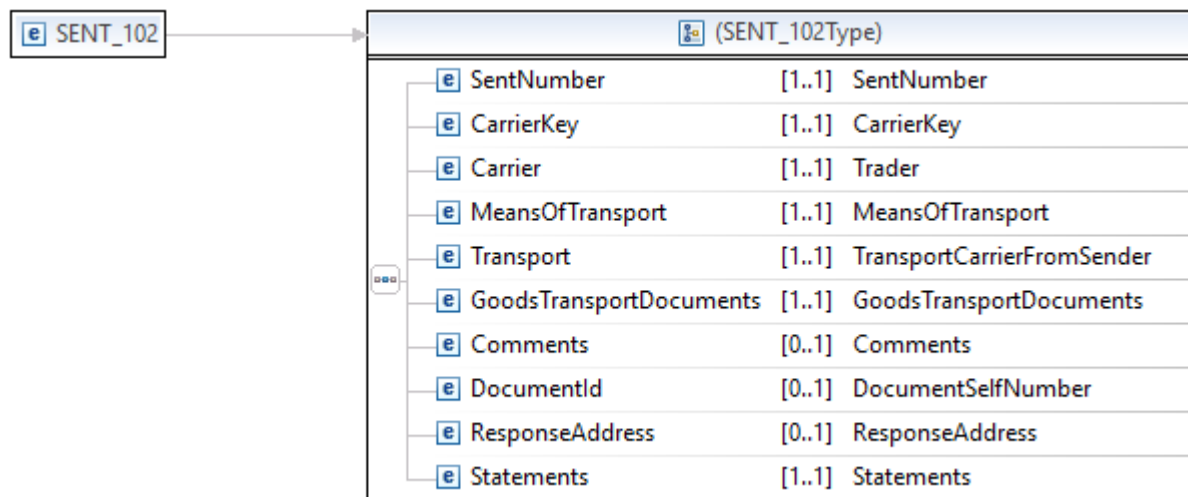 e SENT_102
(SENT_102Type)
e SentNumber [1..1] SentNumber
e CarrierKey [1..1] CarrierKey
e Carrier [1..1] Trader
e MeansOfTransport [1..1] MeansOfTransport
e Transport [1..1] TransportCarrierFromSender
e GoodsTransportDocuments [1..1] GoodsTransportDocuments
e Comments [0..1] Comments
e DocumentId [0..1] DocumentSelfNumber
e ResponseAddress [0..1] ResponseAddress
e Statements [1..1] Statements